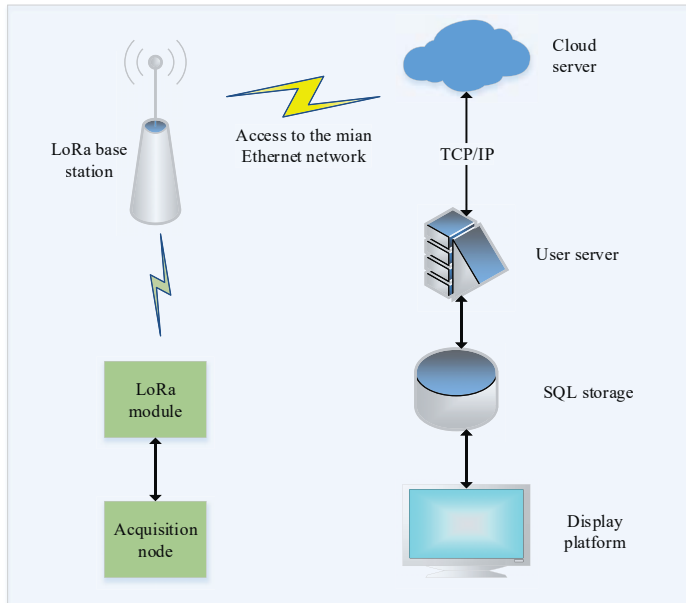 Cloud
server
LoRa base
station
Access to the mian
Ethernet network
TCP/IP
User server
LoRa
module
SQL storage
Acquisition
node
Display
platform